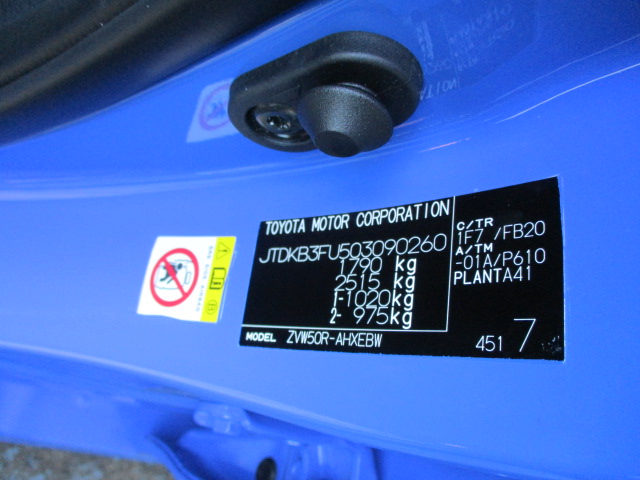 TOYOTA MOTOR CORPORATION
JTDKB3FU503090260
1790 kg
2515 kg
1-1020kg
2- 975kg
MODEL ZVW50R-AHXEBW
C/TR
1F7 /FB20
A/TM
-01A/P610
PLANTA41
451 7